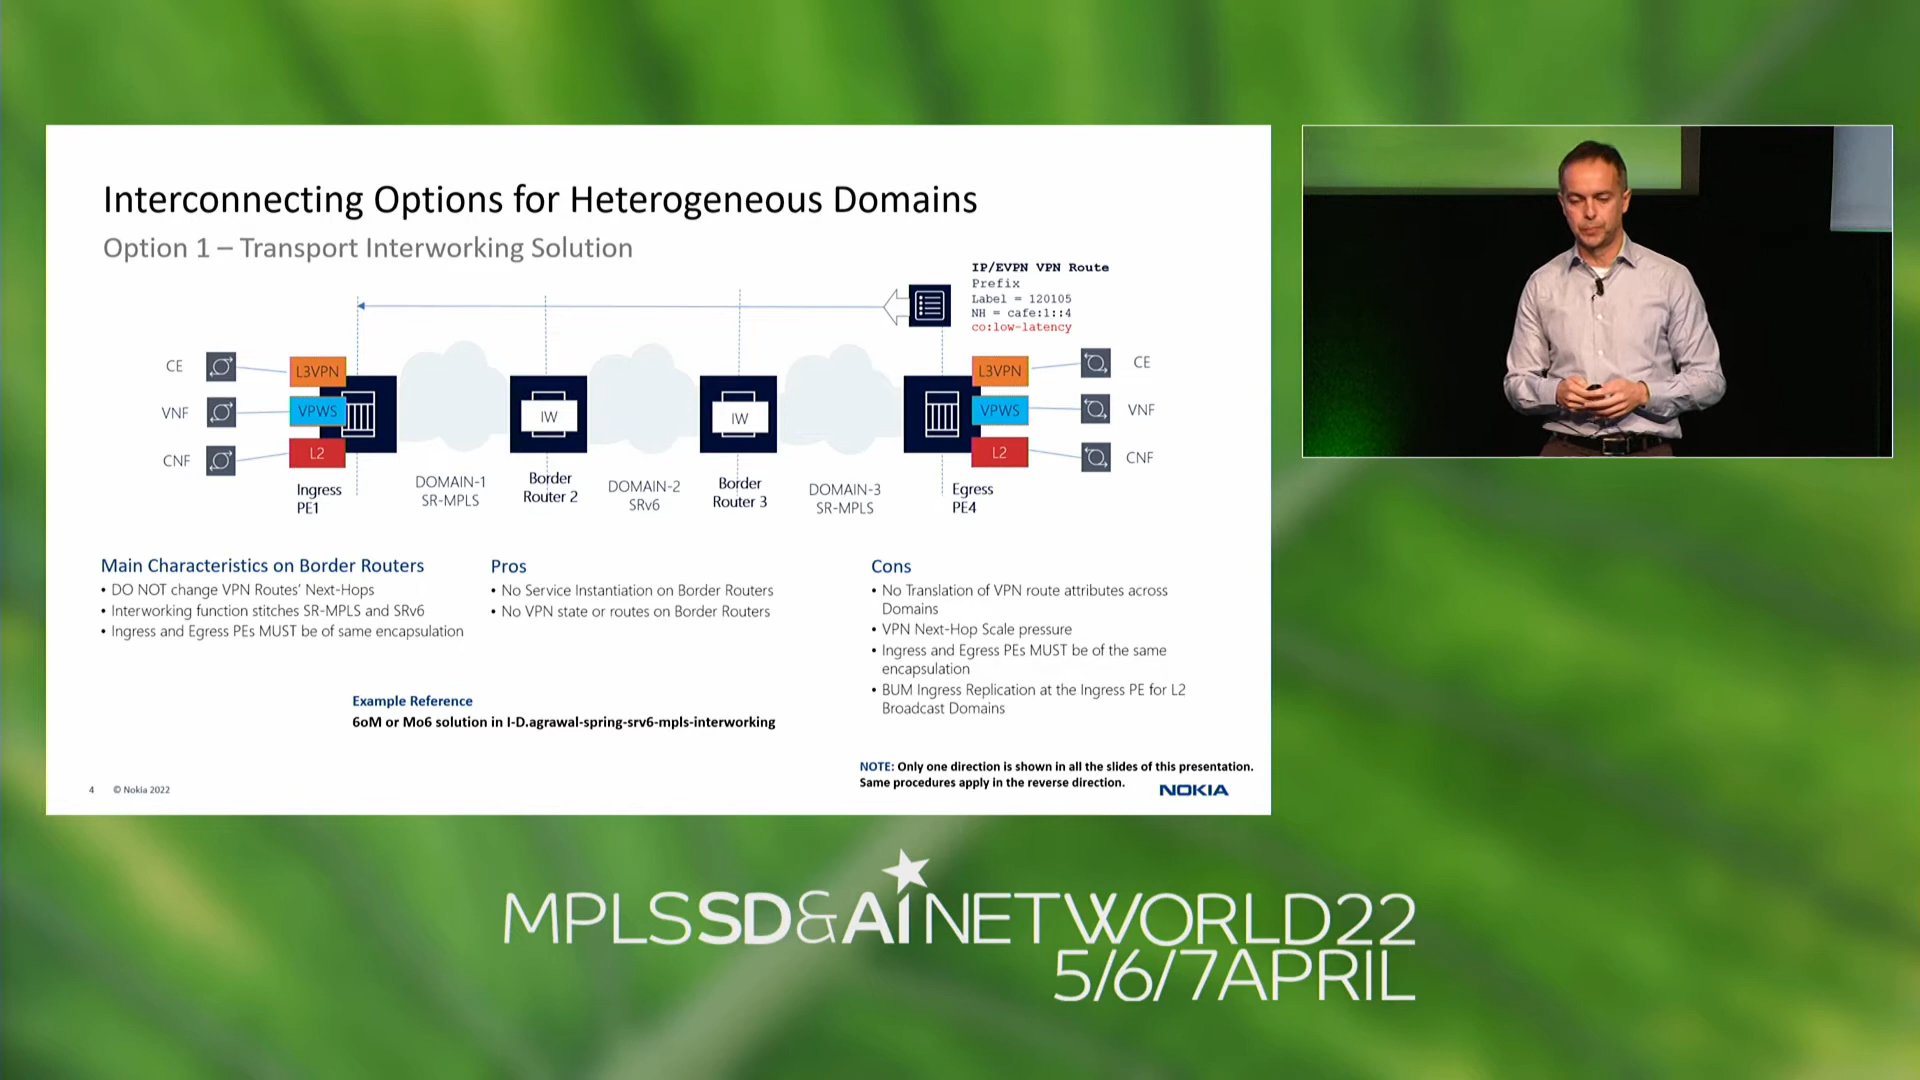 Interconnecting Options for Heterogeneous Domains
Option 1 – Transport Interworking Solution
IP/EVPN VPN Route
Prefix
Label = 120105
NH = cafe:1::4
co:low-latency
CE
VNF
CNF
L3VPN
VPWS
L2
IW
IW
L3VPN
VPWS
L2
CE
VNF
CNF
Ingress
PE1
DOMAIN-1
SR-MPLS
Border
Router 2
DOMAIN-2
SRv6
Border
Router 3
DOMAIN-3
SR-MPLS
Egress
PE4
Main Characteristics on Border Routers
• DO NOT change VPN Routes' Next-Hops
• Interworking function stitches SR-MPLS and SRv6
• Ingress and Egress PEs MUST be of same encapsulation
Pros
• No Service Instantiation on Border Routers
• No VPN state or routes on Border Routers
Cons
• No Translation of VPN route attributes across
Domains
• VPN Next-Hop Scale pressure
• Ingress and Egress PEs MUST be of the same
encapsulation
• BUM Ingress Replication at the Ingress PE for L2
Broadcast Domains
Example Reference
6oM or Mo6 solution in I-D.agrawal-spring-srv6-mpls-interworking
NOTE: Only one direction is shown in all the slides of this presentation.
Same procedures apply in the reverse direction.
4 © Nokia 2022
NOKIA
MPLSSD&AINETWORLD22
5/6/7APRIL